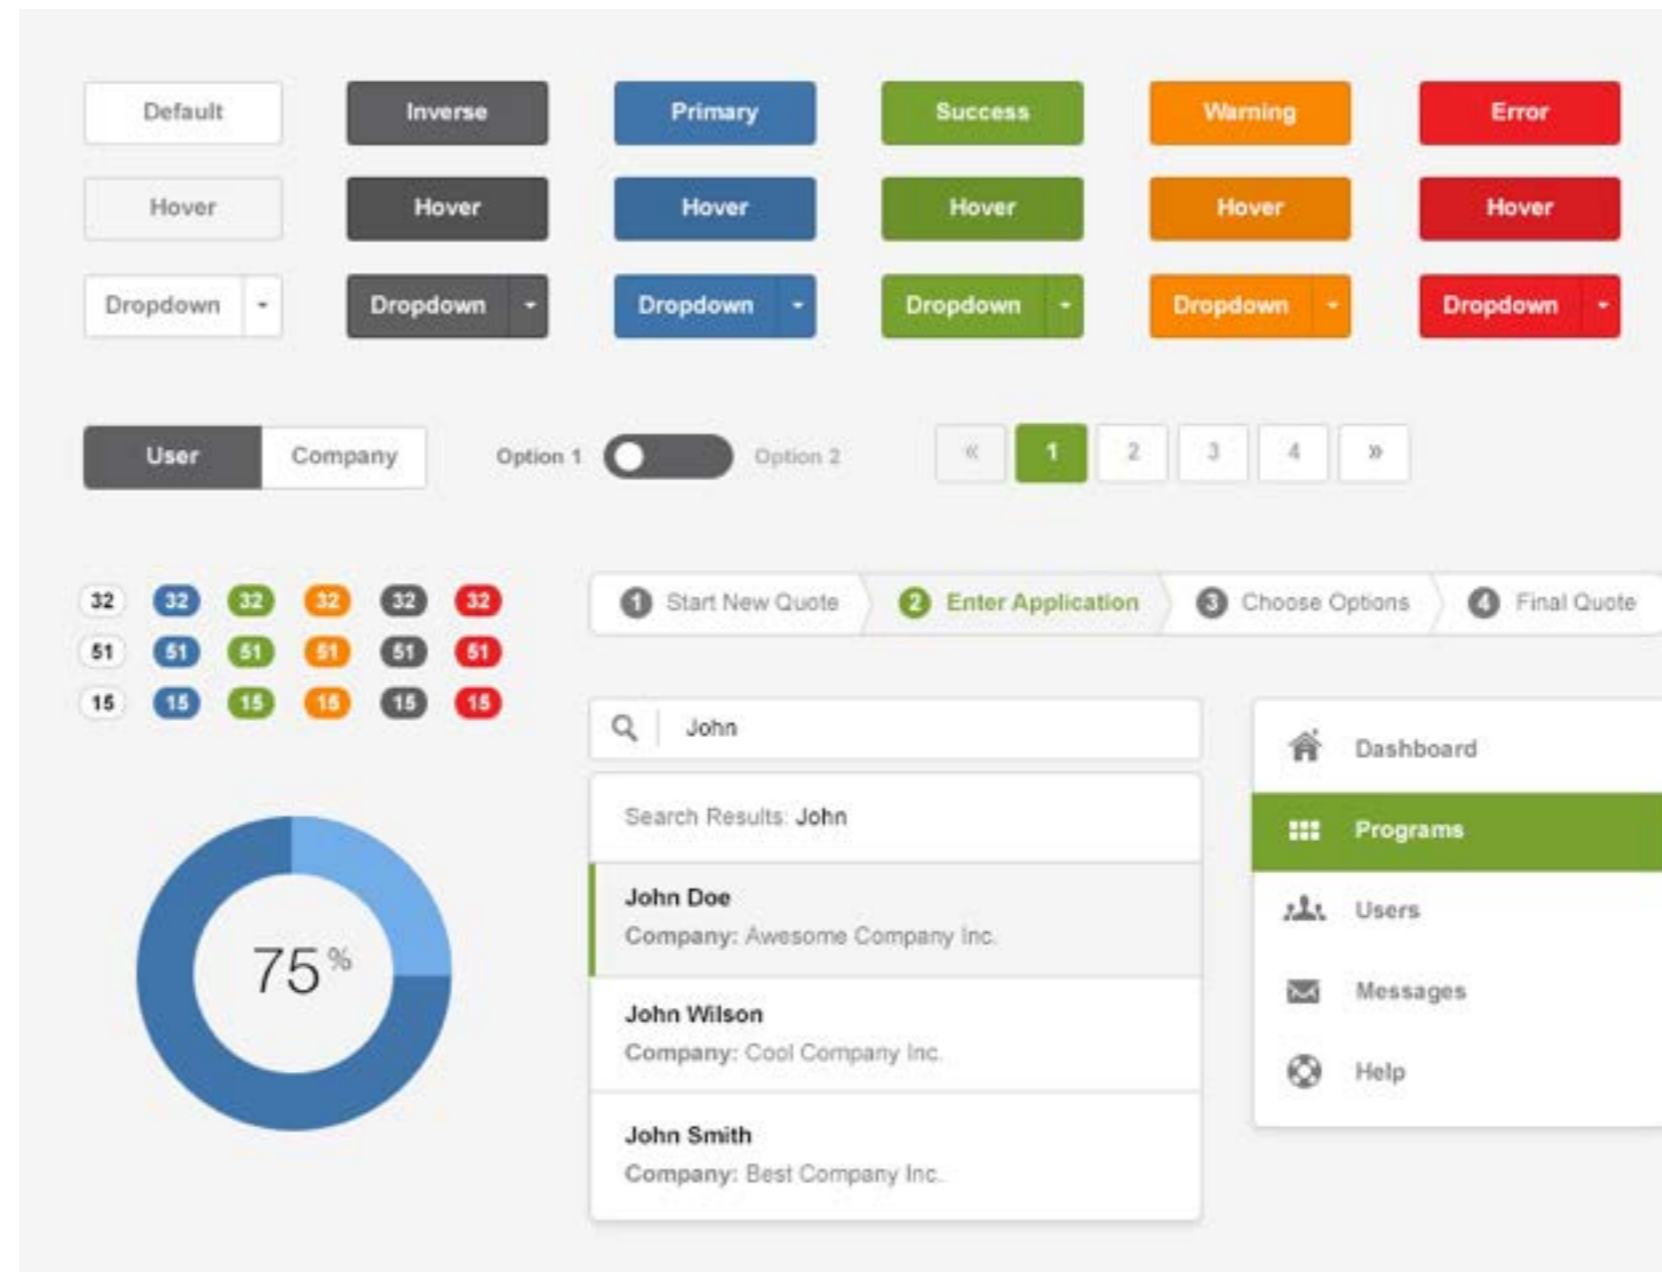 Default Inverse Primary Success Warning Error
Hover Hover Hover Hover Hover Hover
Dropdown Dropdown Dropdown Dropdown Dropdown Dropdown
User Company Option 1 Option 2 « 1 2 3 4 »
32 32 32 32 32 32
51 51 51 51 51 51
15 15 15 15 15 15
1 Start New Quote 2 Enter Application 3 Choose Options 4 Final Quote
75%
John
Search Results: John
John Doe
Company: Awesome Company Inc.
John Wilson
Company: Cool Company Inc.
John Smith
Company: Best Company Inc.
Dashboard
Programs
Users
Messages
Help